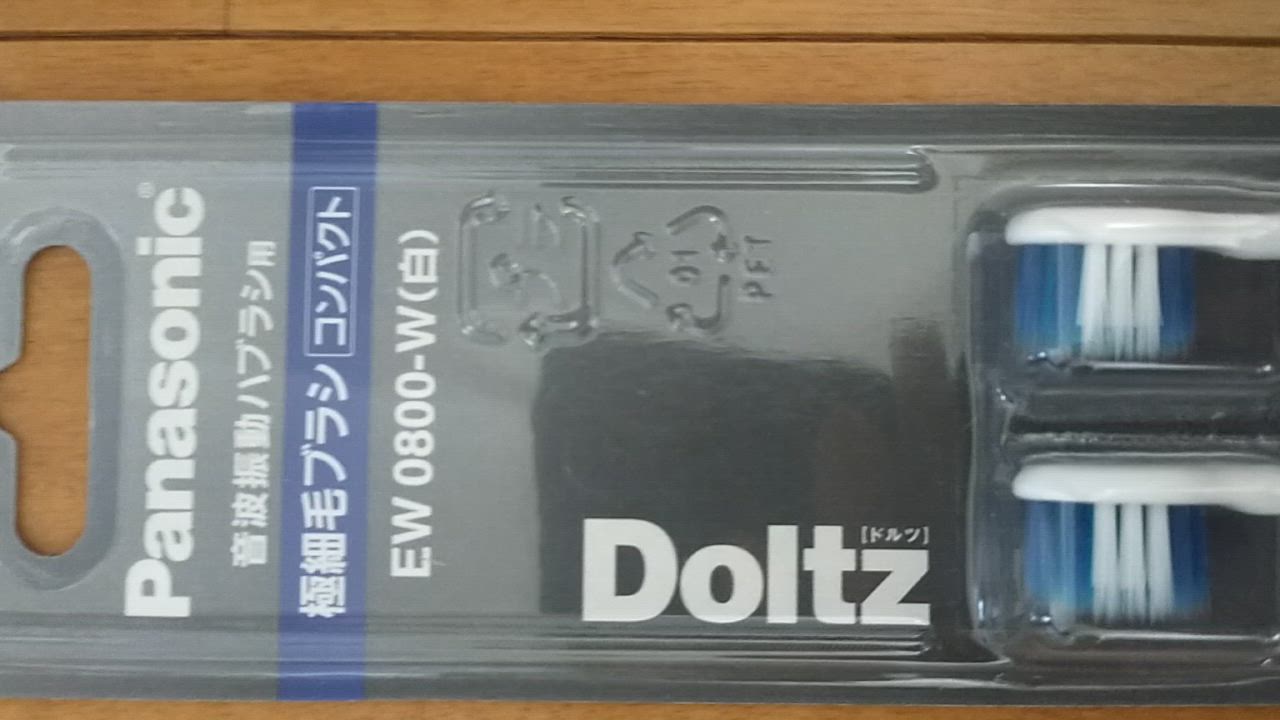 Panasonic®
音波振動ハブラシ用
極細毛ブラシ コンパクト
EW 0800-W(白)
プラ
01
PET
[ドルツ]
Doltz